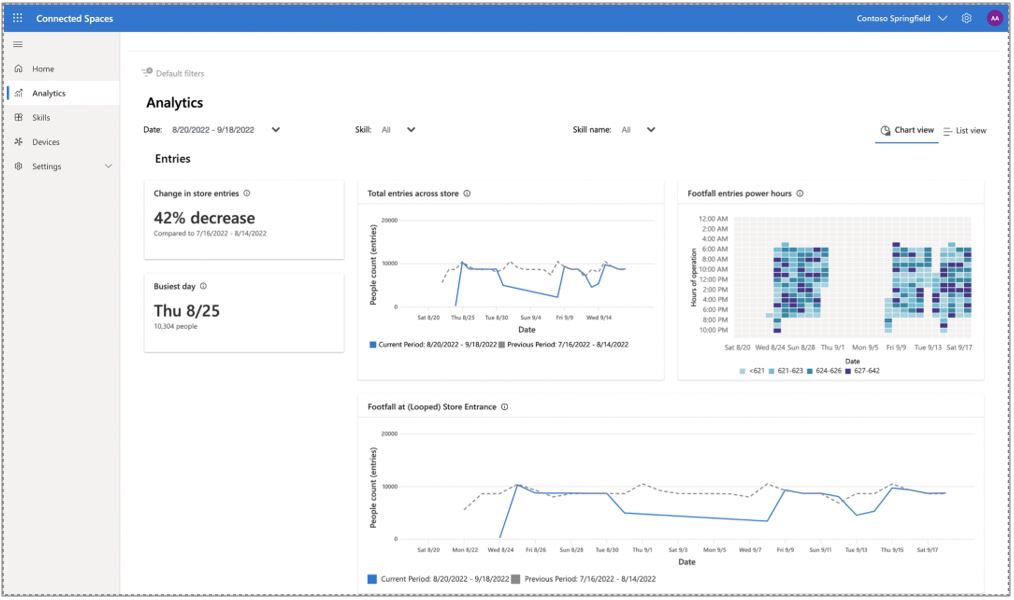 Connected Spaces
Contoso Springfield
AA
Home
Analytics
Skills
Devices
Settings
Default filters
Analytics
Date: 8/20/2022 - 9/18/2022
Skill: All
Skill name: All
Chart view
List view
Entries
Change in store entries
42% decrease
Compared to 7/16/2022 - 8/14/2022
Busiest day
Thu 8/25
10,304 people
Total entries across store
People count (entries)
20000
10000
0
Sat 8/20 Thu 8/25 Tue 8/30 Sun 9/4 Fri 9/9 Wed 9/14
Date
Current Period: 8/20/2022 - 9/18/2022 Previous Period: 7/16/2022 - 8/14/2022
Footfall entries power hours
Hours of operation
12:00 AM
2:00 AM
4:00 AM
6:00 AM
8:00 AM
10:00 AM
12:00 PM
2:00 PM
4:00 PM
6:00 PM
8:00 PM
10:00 PM
Sat 8/20 Wed 8/24 Sun 8/28 Thu 9/1 Mon 9/5 Fri 9/9 Tue 9/13 Sat 9/17
Date
<621 621-623 624-626 627-642
Footfall at (Looped) Store Entrance
People count (entries)
20000
10000
0
Sat 8/20 Mon 8/22 Wed 8/24 Fri 8/26 Sun 8/28 Tue 8/30 Thu 9/1 Sat 9/3 Mon 9/5 Wed 9/7 Fri 9/9 Sun 9/11 Tue 9/13 Thu 9/15 Sat 9/17
Date
Current Period: 8/20/2022 - 9/18/2022 Previous Period: 7/16/2022 - 8/14/2022